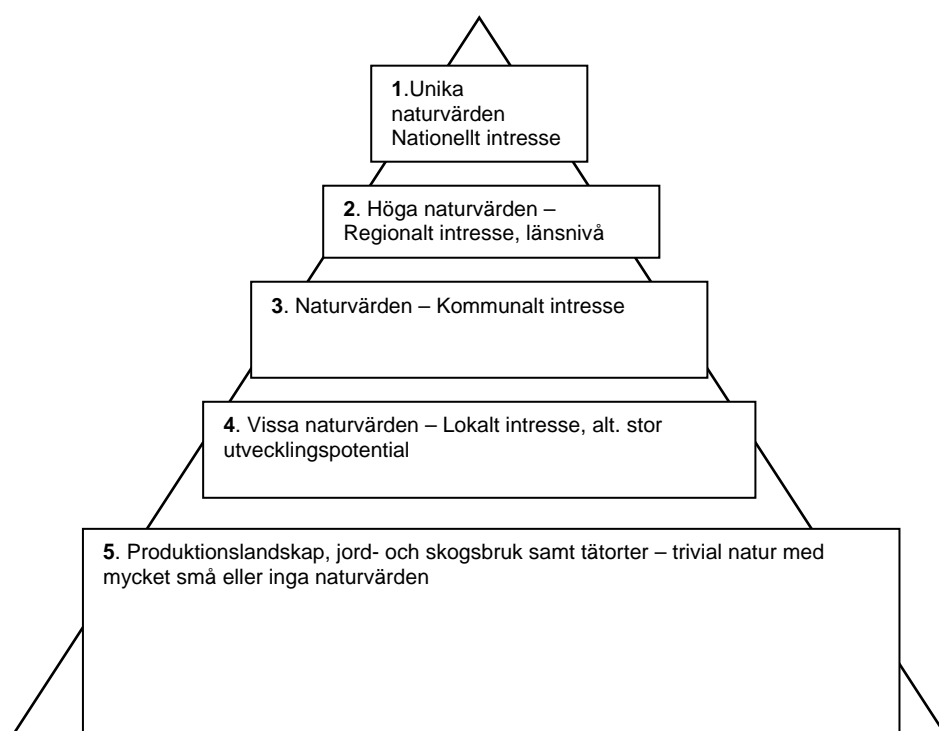 1.Unika
naturvärden
Nationellt intresse
2. Höga naturvärden –
Regionalt intresse, länsnivå
3. Naturvärden – Kommunalt intresse
4. Vissa naturvärden – Lokalt intresse, alt. stor
utvecklingspotential
5. Produktionslandskap, jord- och skogsbruk samt tätorter – trivial natur med
mycket små eller inga naturvärden